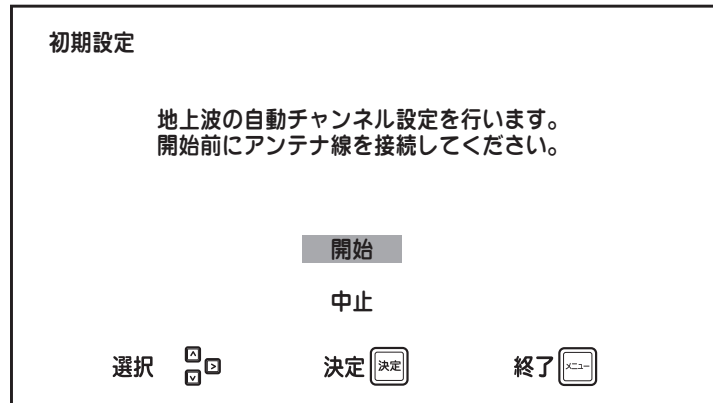 初期設定
地上波の自動チャンネル設定を行います。
開始前にアンテナ線を接続してください。
開始
中止
選択 決定 決定 終了 メニュー